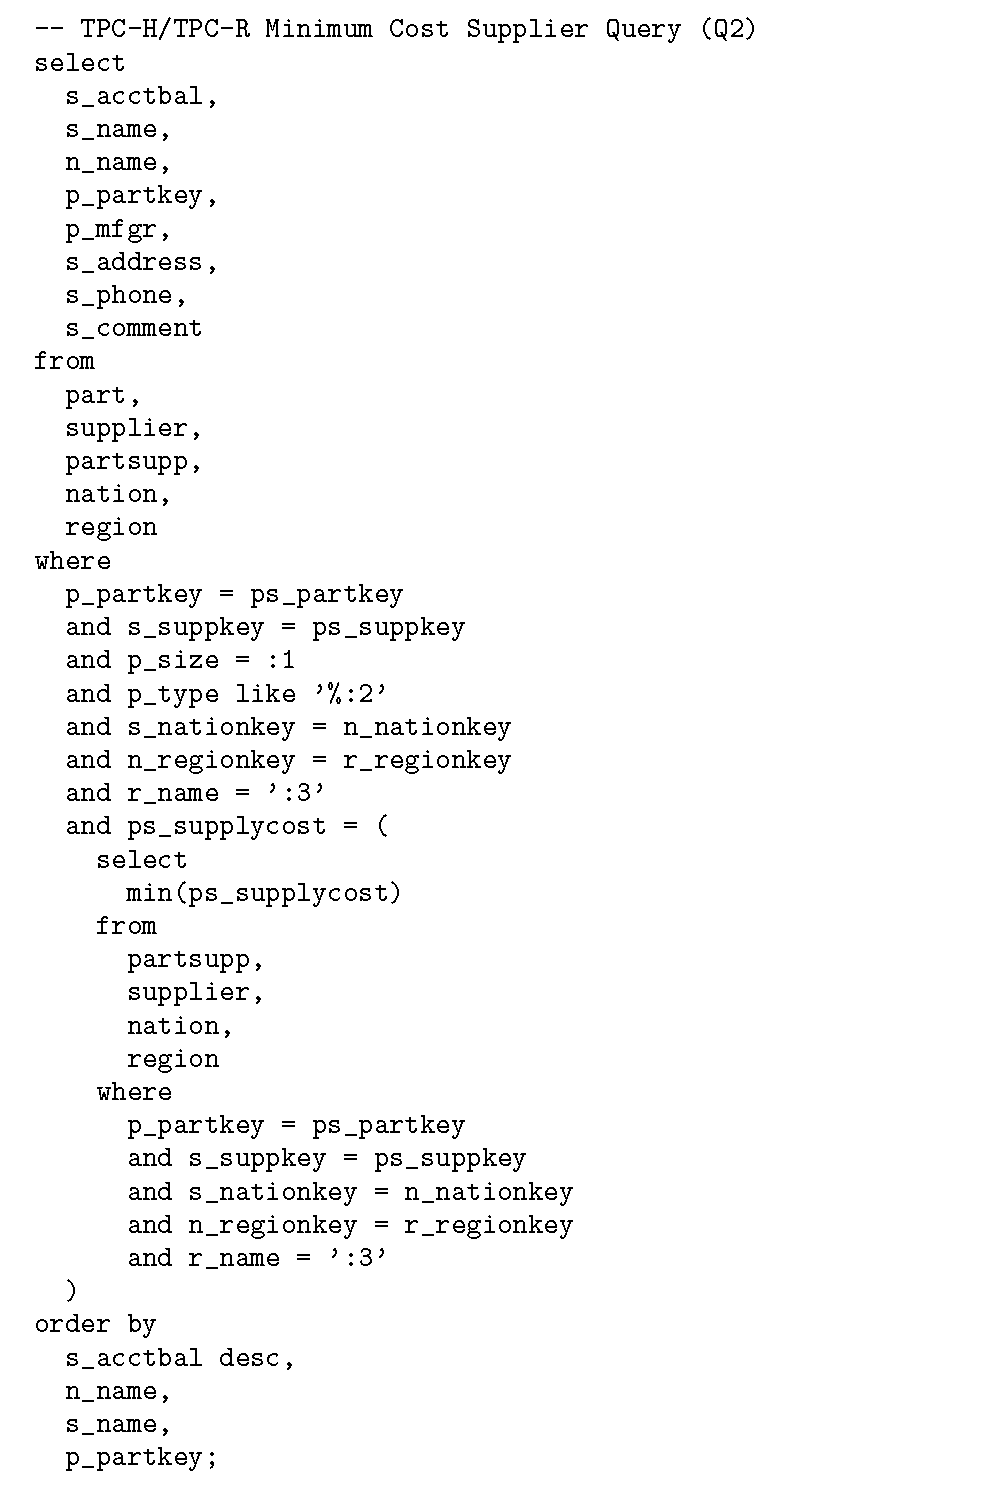 -- TPC-H/TPC-R Minimum Cost Supplier Query (Q2)
select
  s_acctbal,
  s_name,
  n_name,
  p_partkey,
  p_mfgr,
  s_address,
  s_phone,
  s_comment
from
  part,
  supplier,
  partsupp,
  nation,
  region
where
  p_partkey = ps_partkey
  and s_suppkey = ps_suppkey
  and p_size = :1
  and p_type like ’%:2’
  and s_nationkey = n_nationkey
  and n_regionkey = r_regionkey
  and r_name = ’:3’
  and ps_supplycost = (
    select
      min(ps_supplycost)
    from
      partsupp,
      supplier,
      nation,
      region
    where
      p_partkey = ps_partkey
      and s_suppkey = ps_suppkey
      and s_nationkey = n_nationkey
      and n_regionkey = r_regionkey
      and r_name = ’:3’
  )
order by
  s_acctbal desc,
  n_name,
  s_name,
  p_partkey;